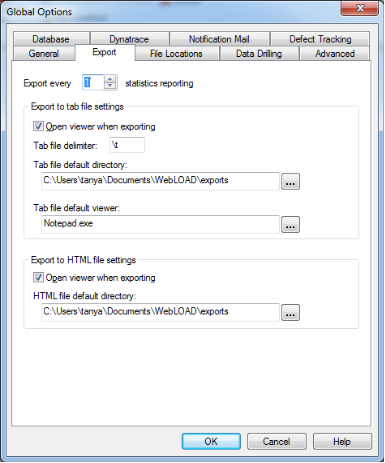 Global Options
Database Dynatrace Notification Mail Defect Tracking
General Export File Locations Data Drilling Advanced
Export every 1 statistics reporting
Export to tab file settings
Open viewer when exporting
Tab file delimiter: \t
Tab file default directory:
C:\Users\tanya\Documents\WebLOAD\exports ...
Tab file default viewer:
Notepad.exe ...
Export to HTML file settings
Open viewer when exporting
HTML file default directory:
C:\Users\tanya\Documents\WebLOAD\exports ...
OK Cancel Help